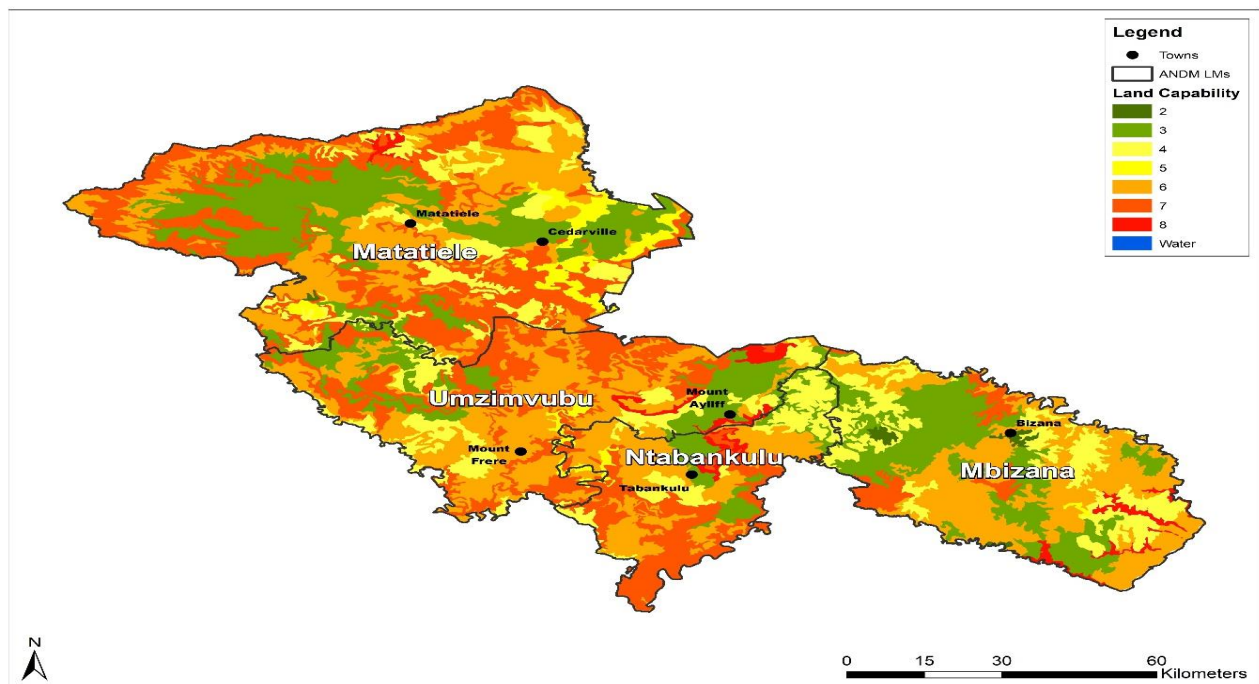 Legend
Towns
ANDM LMs
Land Capability
2
3
4
5
6
7
8
Water
Matatiele
Cedarville
Matatiele
Mount
Ayliff
Umzimvubu
Bizana
Mount
Frere
Ntabankulu
Mbizana
Tabankulu
N
0 15 30 60
Kilometers